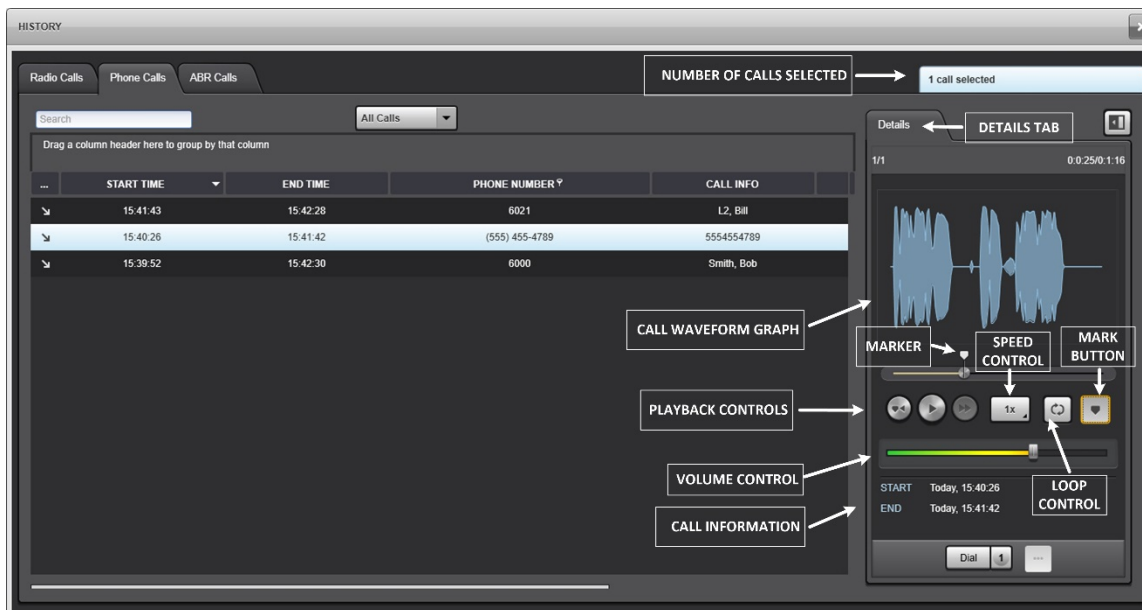 HISTORY
Radio Calls
Phone Calls
ABR Calls
NUMBER OF CALLS SELECTED
1 call selected
Search
All Calls
Details
DETAILS TAB
Drag a column header here to group by that column
1/1
0:0:25/0:1:16
... START TIME END TIME PHONE NUMBER CALL INFO
15:41:43 15:42:28 6021 L2, Bill
15:40:26 15:41:42 (555) 455-4789 5554554789
15:39:52 15:42:30 6000 Smith, Bob
CALL WAVEFORM GRAPH
MARKER
SPEED
CONTROL
MARK
BUTTON
PLAYBACK CONTROLS
1x
VOLUME CONTROL
LOOP
CONTROL
START Today, 15:40:26
END Today, 15:41:42
CALL INFORMATION
Dial 1
...